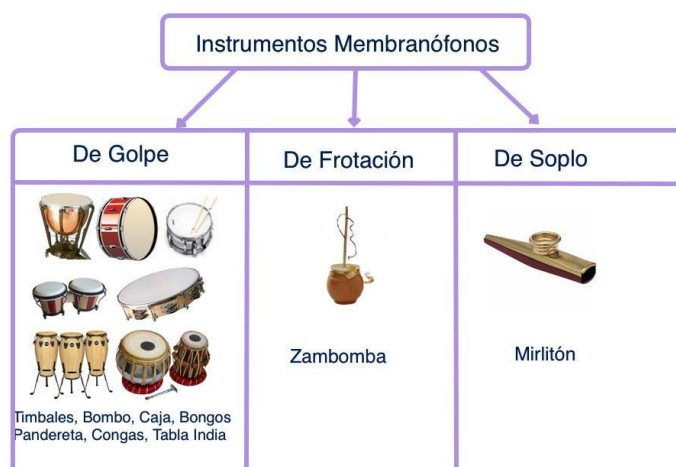 Instrumentos Membranófonos
De Golpe
De Frotación
De Soplo
Zambomba
Mirlitón
Timbales, Bombo, Caja, Bongos
Pandereta, Congas, Tabla India